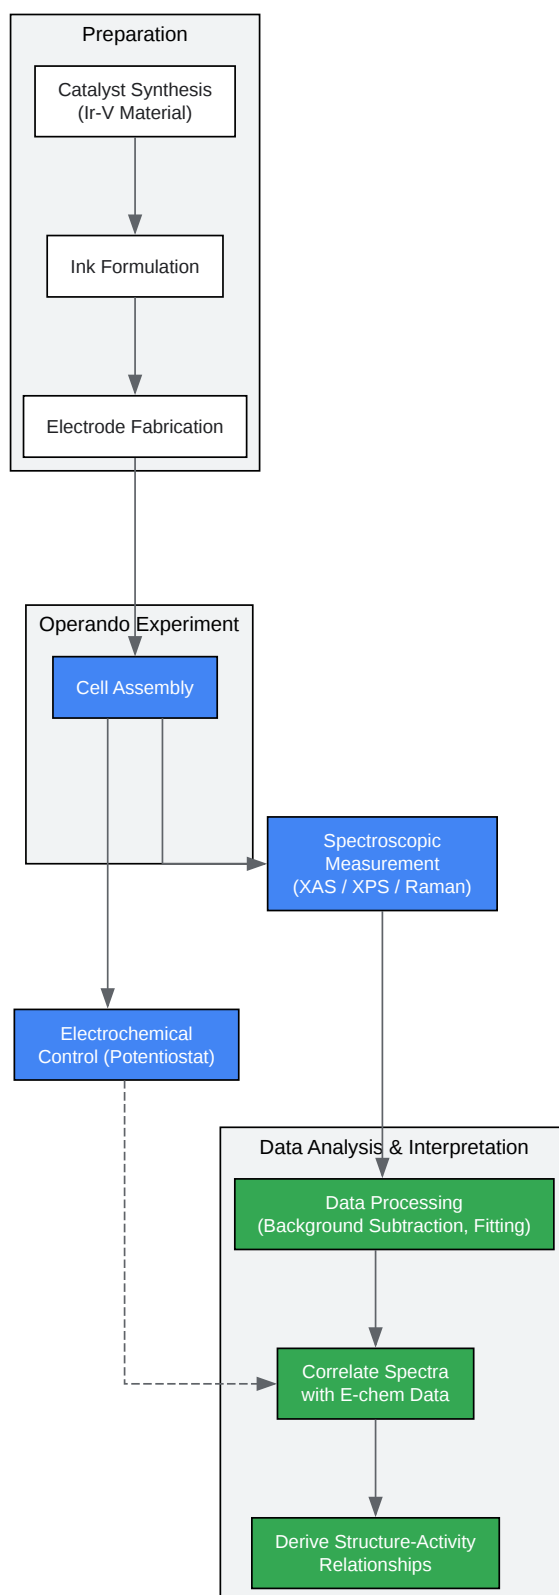 Preparation
Catalyst Synthesis
(Ir-V Material)
Ink Formulation
Electrode Fabrication
Operando Experiment
Cell Assembly
Spectroscopic
Measurement
(XAS / XPS / Raman)
Electrochemical
Control (Potentiostat)
Data Analysis & Interpretation
Data Processing
(Background Subtraction, Fitting)
Correlate Spectra
with E-chem Data
Derive Structure-Activity
Relationships